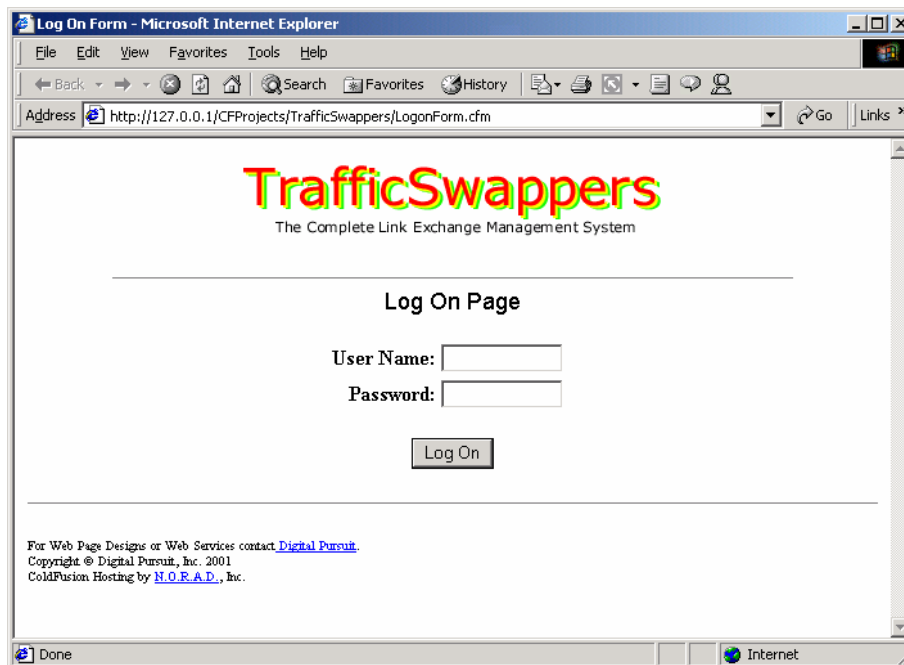 Log On Form - Microsoft Internet Explorer
File Edit View Favorites Tools Help
Back Search Favorites History
Address http://127.0.0.1/CFProjects/TrafficSwappers/LogonForm.cfm Go Links »
TrafficSwappers
The Complete Link Exchange Management System
Log On Page
User Name:
Password:
Log On
For Web Page Designs or Web Services contact Digital Pursuit.
Copyright © Digital Pursuit, Inc. 2001
ColdFusion Hosting by N.O.R.A.D., Inc.
Done Internet